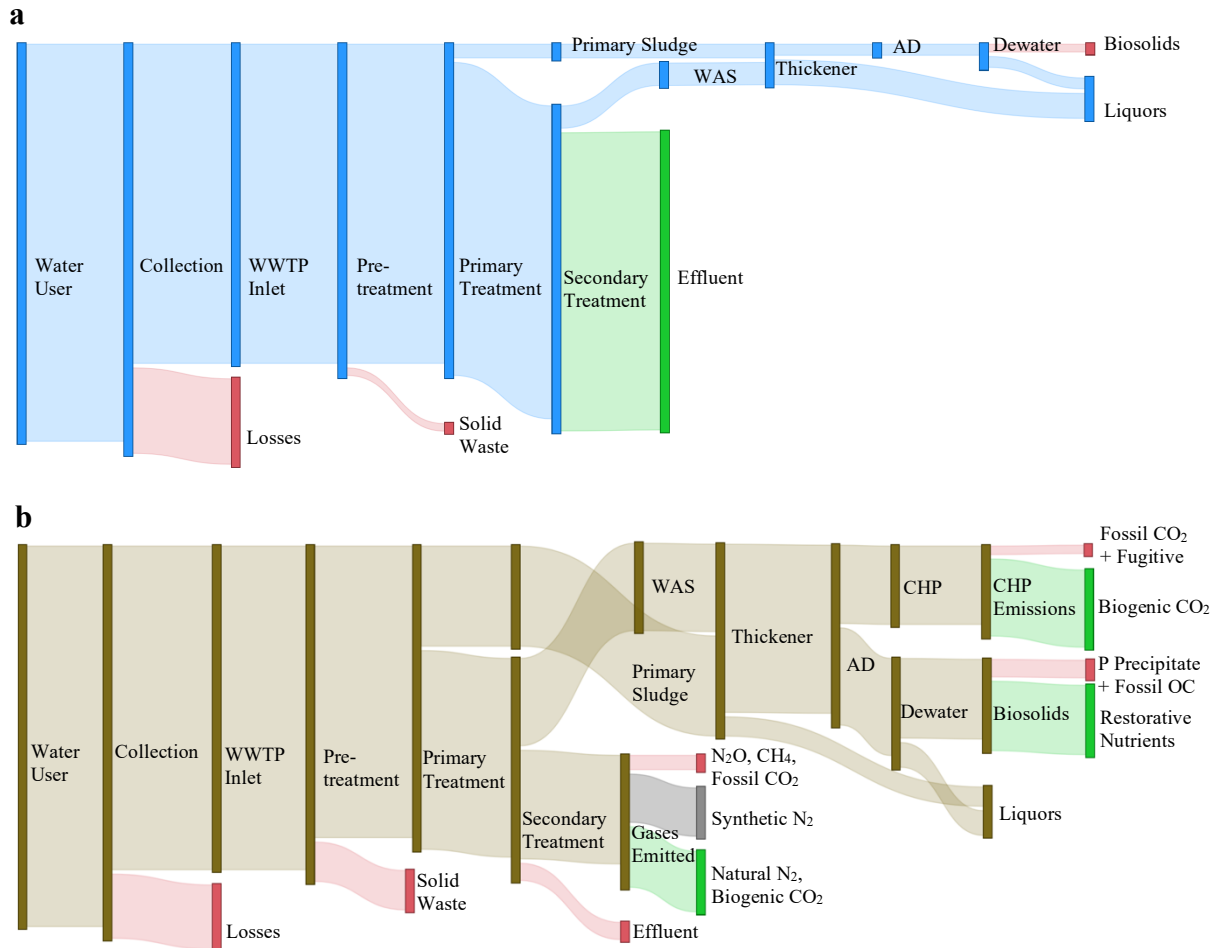 a
Primary Sludge
AD
Dewater
Biosolids
WAS
Thickener
Liquors
Water
User
Collection
WWTP
Inlet
Pre-
treatment
Primary
Treatment
Secondary
Treatment
Effluent
Losses
Solid
Waste
b
Fossil CO₂
+ Fugitive
WAS
CHP
CHP
Emissions
Biogenic CO₂
Thickener
Primary
Sludge
AD
P Precipitate
+ Fossil OC
Dewater
Biosolids
Restorative
Nutrients
Water
User
Collection
WWTP
Inlet
Pre-
treatment
Primary
Treatment
N₂O, CH₄,
Fossil CO₂
Secondary
Treatment
Gases
Emitted
Synthetic N₂
Liquors
Natural N₂,
Biogenic CO₂
Solid
Waste
Losses
Effluent